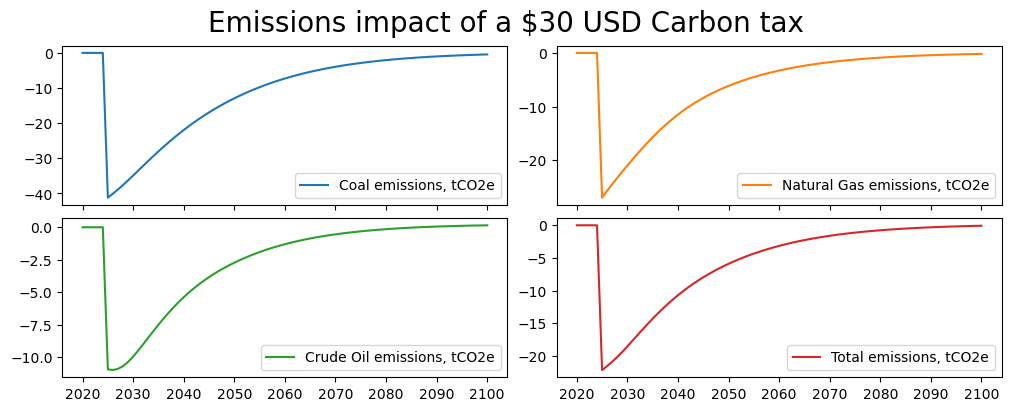 Emissions impact of a $30 USD Carbon tax
0
−10
−20
−30
−40
Coal emissions, tCO2e
0
−10
−20
Natural Gas emissions, tCO2e
0.0
−2.5
−5.0
−7.5
−10.0
Crude Oil emissions, tCO2e
2020 2030 2040 2050 2060 2070 2080 2090 2100
0
−5
−10
−15
−20
Total emissions, tCO2e
2020 2030 2040 2050 2060 2070 2080 2090 2100